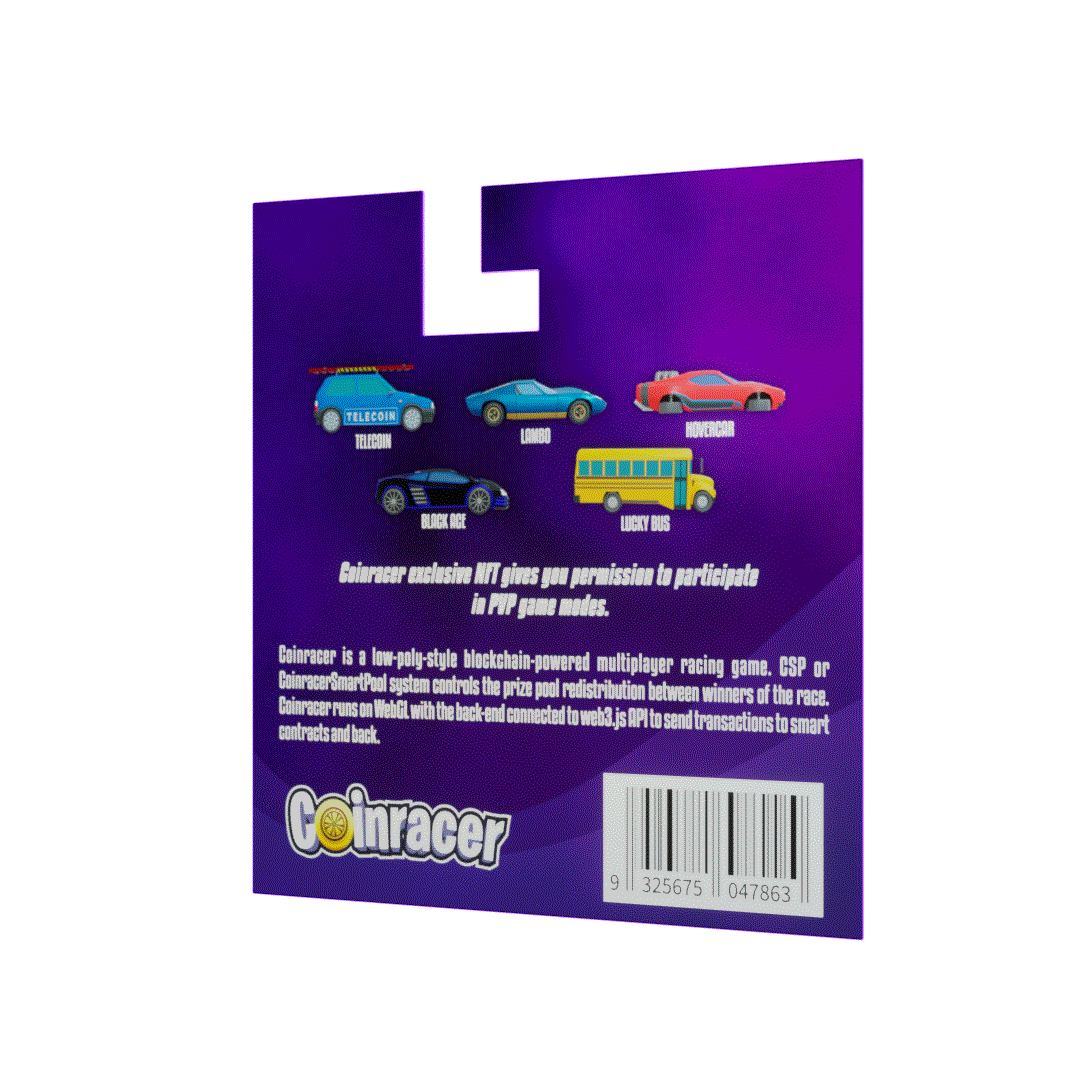 TELECOIN
TELECOIN
LAMBO
HOVERCAR
BLACK ACE
LUCKY BUS
Coinracer exclusive NFT gives you permission to participate
in PVP game modes.
Coinracer is a low-poly-style blockchain-powered multiplayer racing game. CSP or
CoinracerSmartPool system controls the prize pool redistribution between winners of the race.
Coinracer runs on WebGL with the back-end connected to web3.js API to send transactions to smart
contracts and back.
Coinracer
9 325675 047863